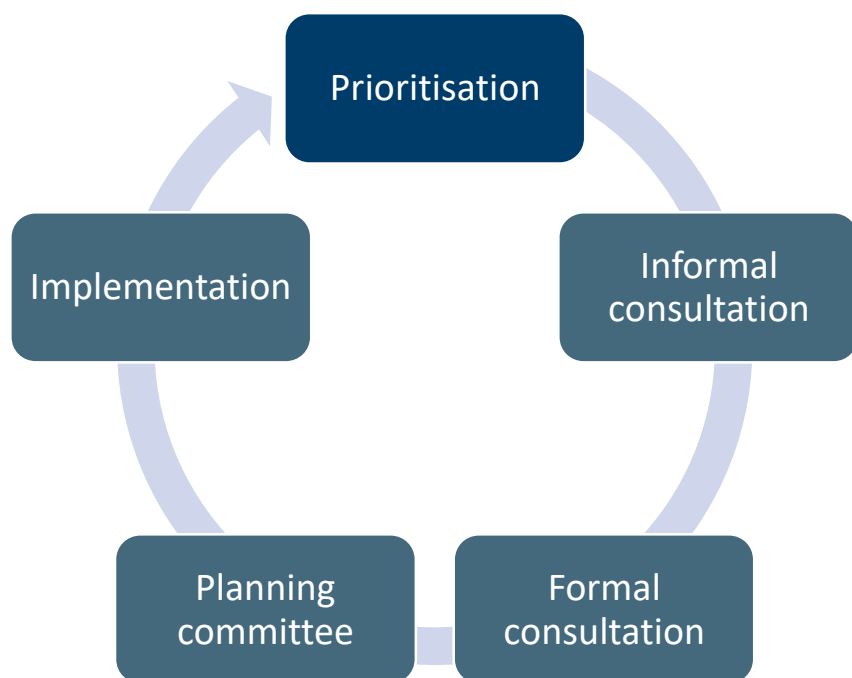 Prioritisation
Informal
consultation
Formal
consultation
Planning
committee
Implementation